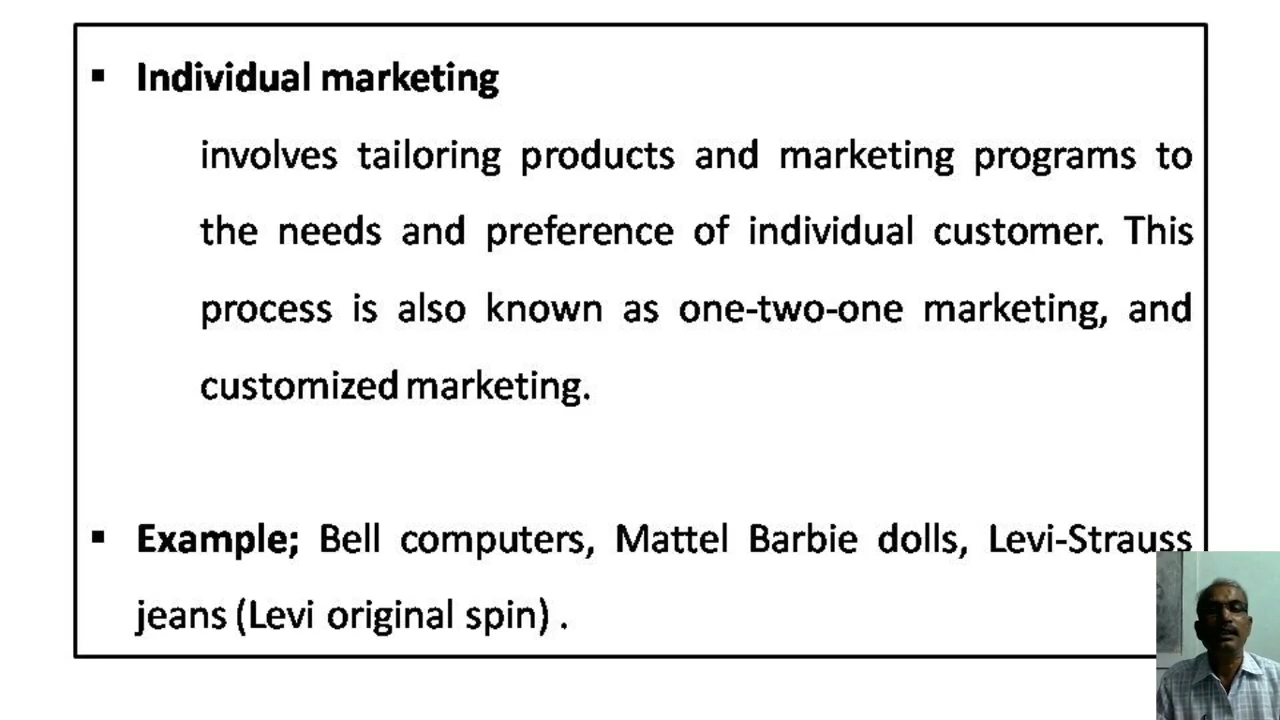 ▪ Individual marketing
involves tailoring products and marketing programs to
the needs and preference of individual customer. This
process is also known as one-two-one marketing, and
customized marketing.
▪ Example; Bell computers, Mattel Barbie dolls, Levi-Strauss
jeans (Levi original spin) .